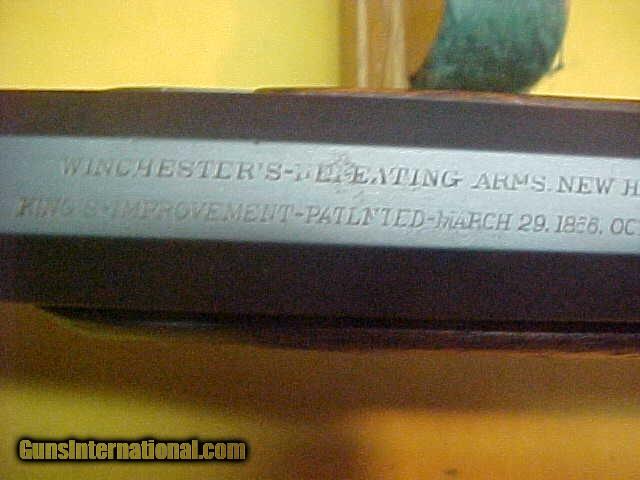 WINCHESTER'S-REPEATING ARMS. NEW H
KING'S-IMPROVEMENT-PATENTED-MARCH 29. 1866. OC
GunsInternational.com